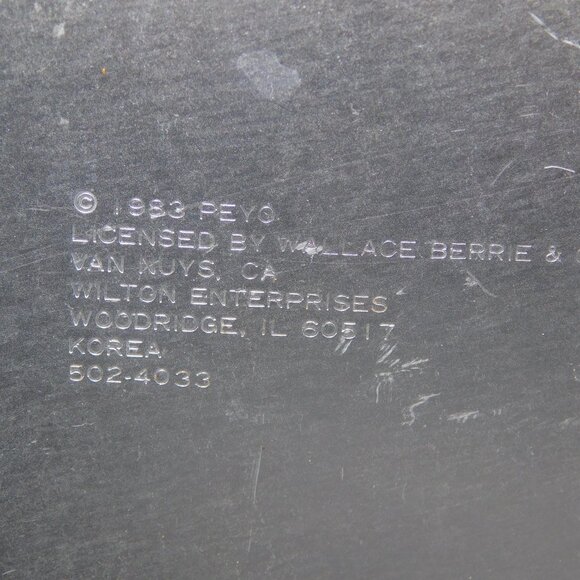 © 1983 PEYO
LICENSED BY WALLACE BERRIE &
VAN NUYS, CA
WILTON ENTERPRISES
WOODRIDGE, IL 60517
KOREA
502-4033